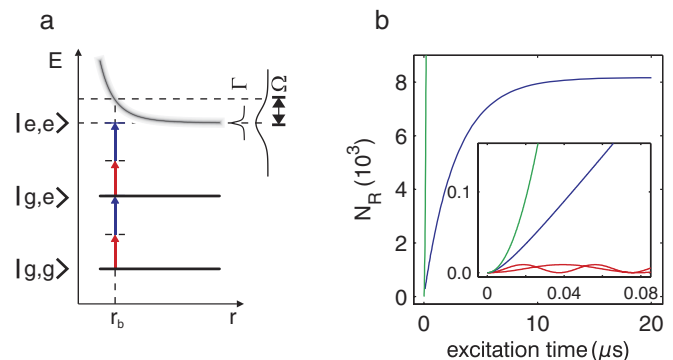 a
E
Γ
Ω
|e,e>
|g,e>
|g,g>
r_b
r
b
N_R (10^3)
8
6
4
2
0
0.1
0.0
0
0.04
0.08
0
10
20
excitation time (μs)